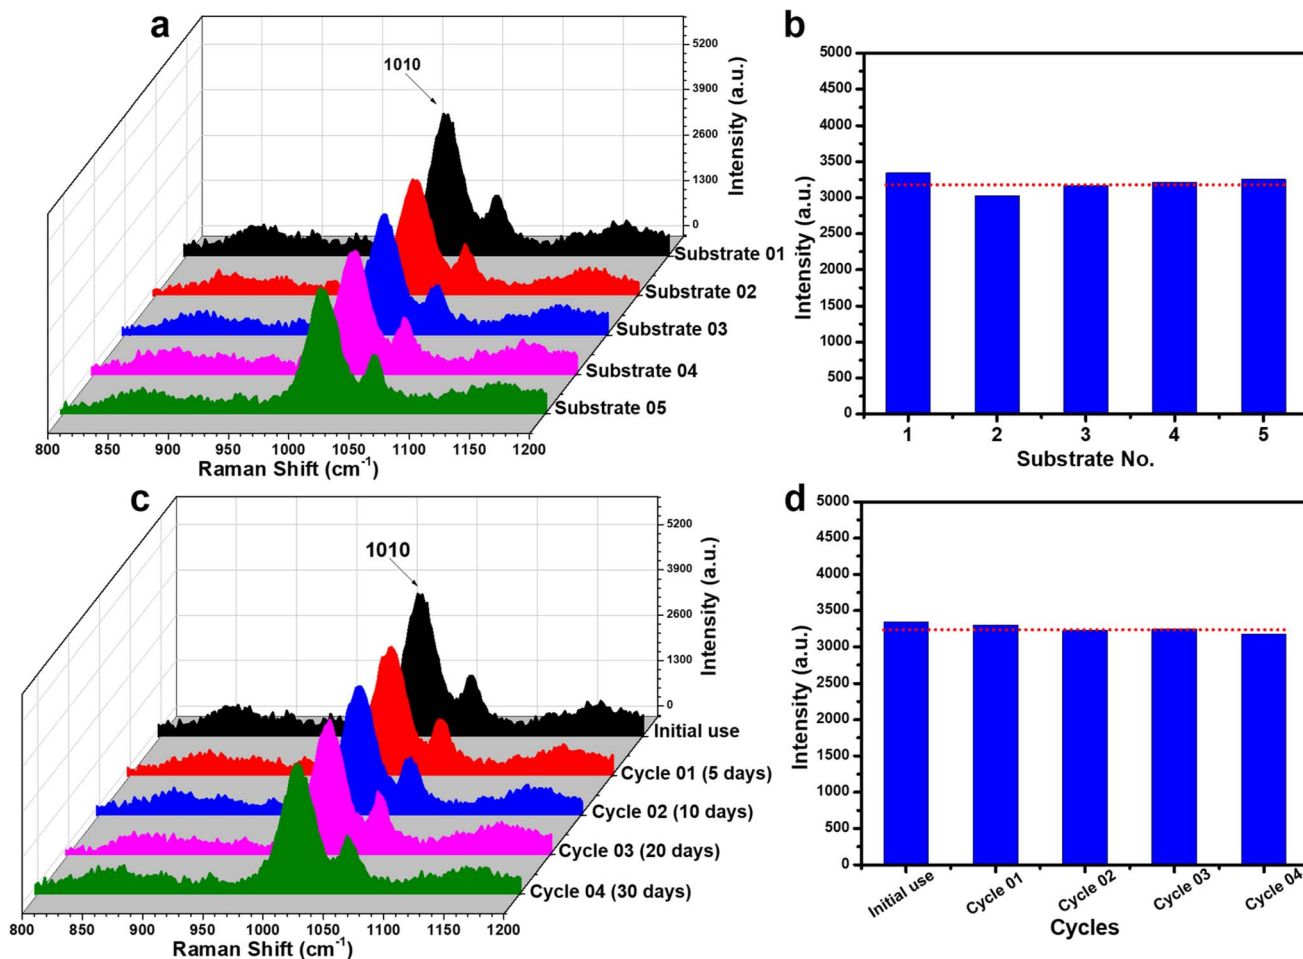 a
1010
5200
3900
2600
1300
0
Intensity (a.u.)
Substrate 01
Substrate 02
Substrate 03
Substrate 04
Substrate 05
800 850 900 950 1000 1050 1100 1150 1200
Raman Shift (cm⁻¹)
b
5000
4500
4000
3500
3000
2500
2000
1500
1000
500
0
Intensity (a.u.)
1 2 3 4 5
Substrate No.
c
1010
5200
3900
2600
1300
0
Intensity (a.u.)
Initial use
Cycle 01 (5 days)
Cycle 02 (10 days)
Cycle 03 (20 days)
Cycle 04 (30 days)
800 850 900 950 1000 1050 1100 1150 1200
Raman Shift (cm⁻¹)
d
5000
4500
4000
3500
3000
2500
2000
1500
1000
500
0
Intensity (a.u.)
Initial use Cycle 01 Cycle 02 Cycle 03 Cycle 04
Cycles